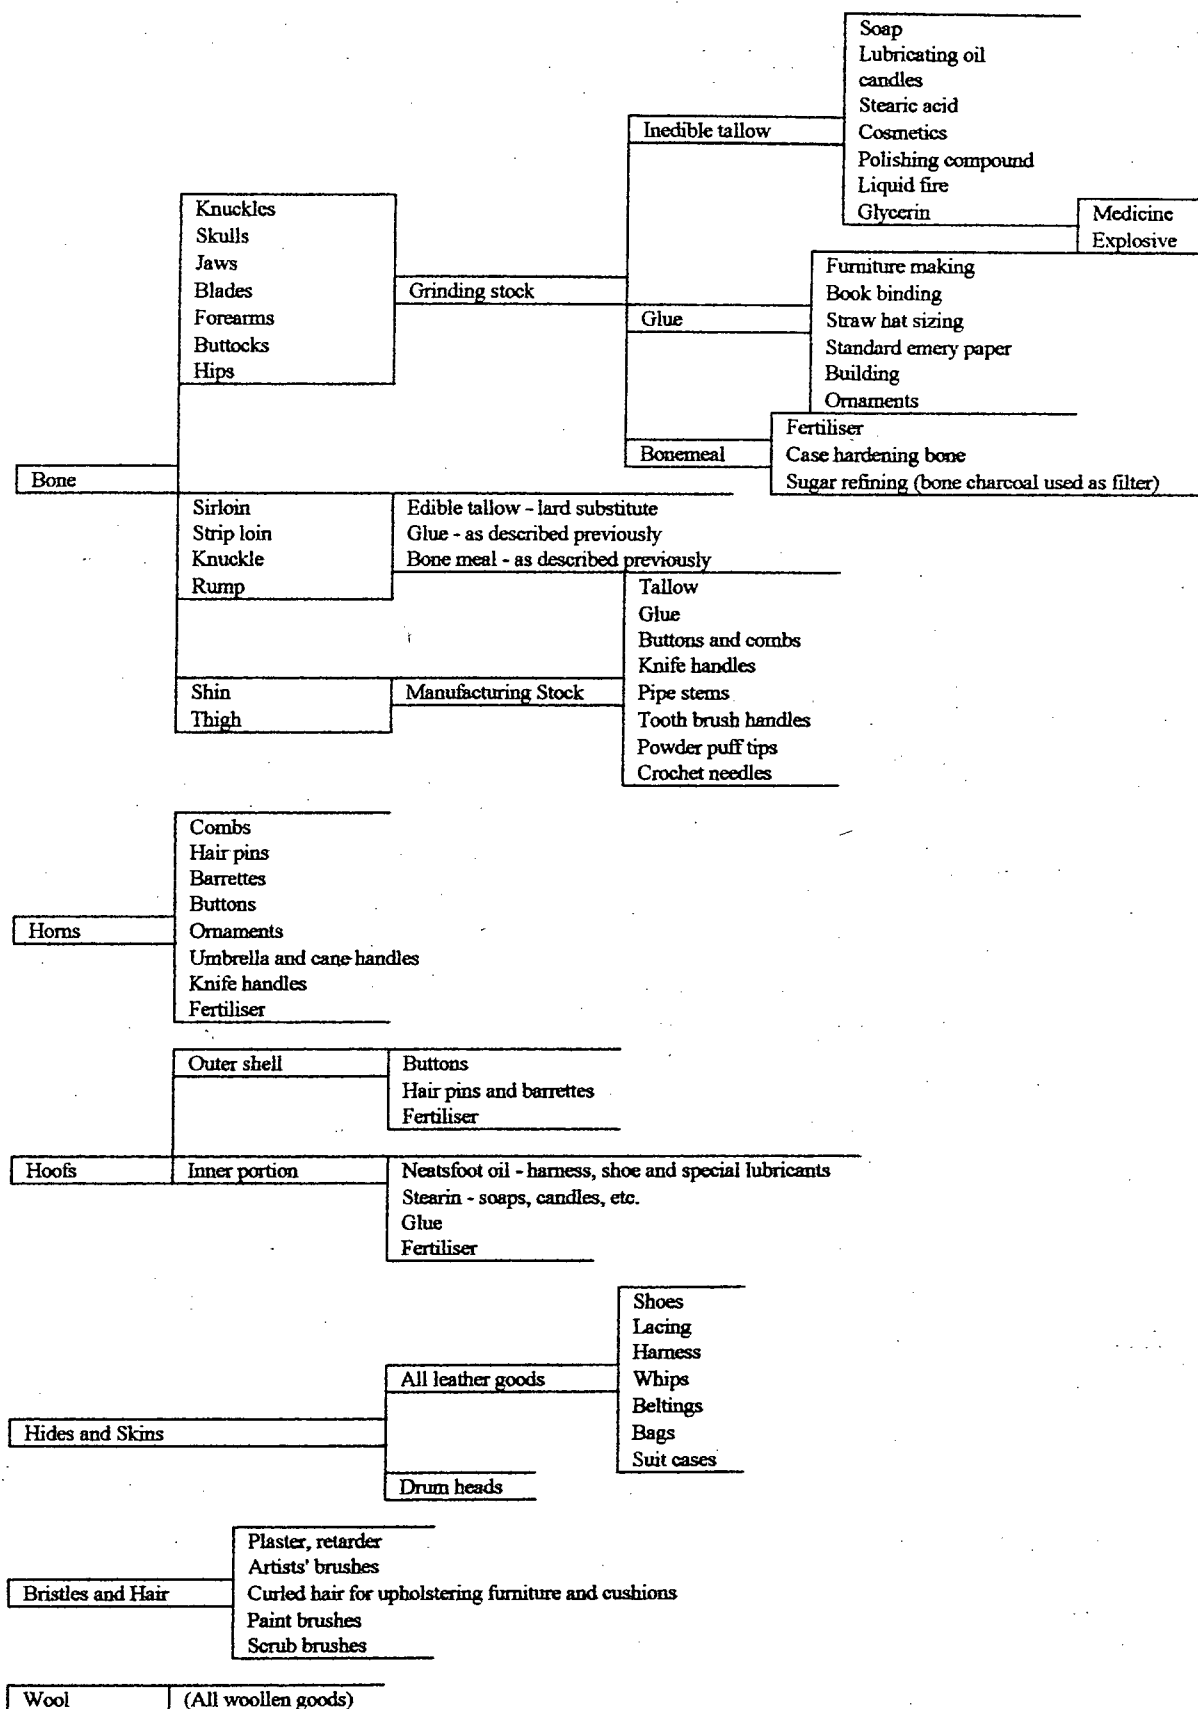 Soap
Lubricating oil
candles
Stearic acid
Inedible tallow
Cosmetics
Polishing compound
Liquid fire
Glycerin
Medicine
Explosive
Knuckles
Skulls
Jaws
Blades
Forearms
Buttocks
Hips
Grinding stock
Glue
Furniture making
Book binding
Straw hat sizing
Standard emery paper
Building
Ornaments
Bonemeal
Fertiliser
Case hardening bone
Sugar refining (bone charcoal used as filter)
Bone
Sirloin
Strip loin
Knuckle
Rump
Edible tallow - lard substitute
Glue - as described previously
Bone meal - as described previously
Shin
Thigh
Manufacturing Stock
Tallow
Glue
Buttons and combs
Knife handles
Pipe stems
Tooth brush handles
Powder puff tips
Crochet needles
Horns
Combs
Hair pins
Barrettes
Buttons
Ornaments
Umbrella and cane handles
Knife handles
Fertiliser
Hoofs
Outer shell
Buttons
Hair pins and barrettes
Fertiliser
Inner portion
Neatsfoot oil - harness, shoe and special lubricants
Stearin - soaps, candles, etc.
Glue
Fertiliser
Hides and Skins
All leather goods
Shoes
Lacing
Harness
Whips
Beltings
Bags
Suit cases
Drum heads
Bristles and Hair
Plaster, retarder
Artists' brushes
Curled hair for upholstering furniture and cushions
Paint brushes
Scrub brushes
Wool
(All woollen goods)